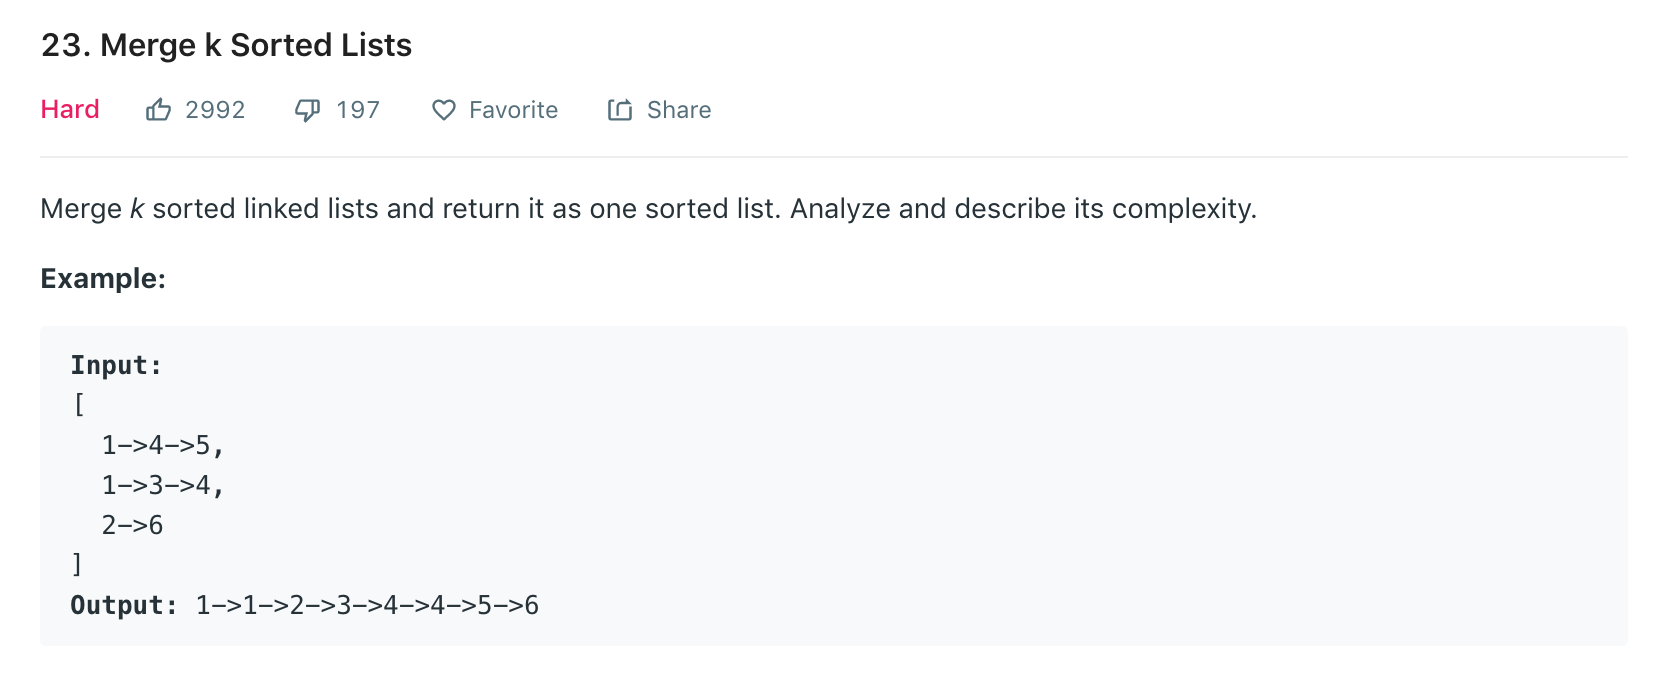 23. Merge k Sorted Lists
Hard 2992 197 Favorite Share
Merge k sorted linked lists and return it as one sorted list. Analyze and describe its complexity.
Example:
Input:
[
  1->4->5,
  1->3->4,
  2->6
]
Output: 1->1->2->3->4->4->5->6